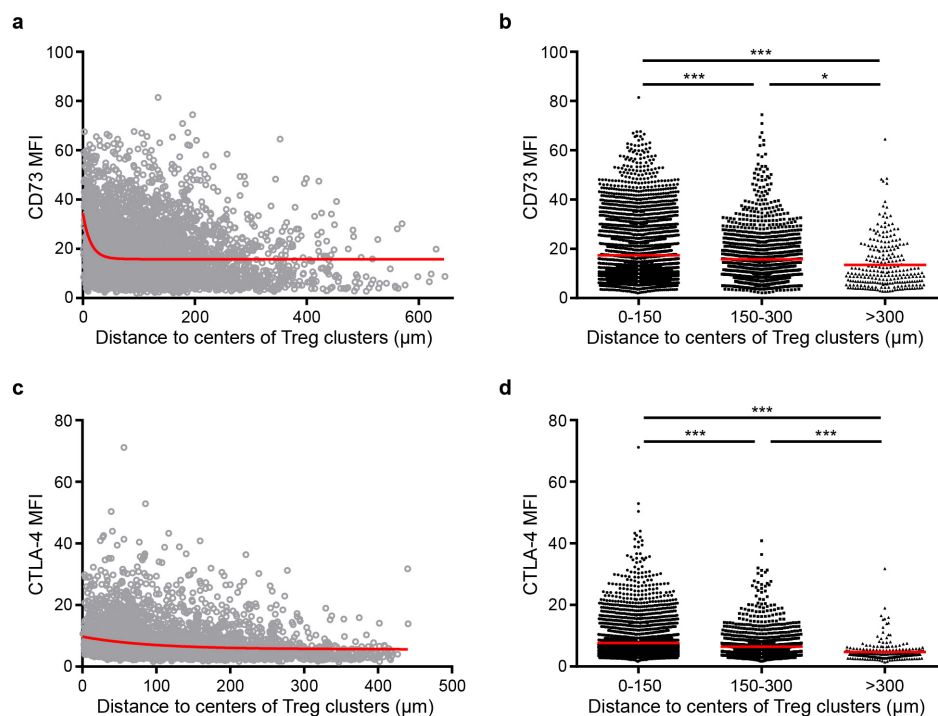 a
100
80
60
40
20
0
CD73 MFI
0 200 400 600
Distance to centers of Treg clusters (µm)
b
100
80
60
40
20
0
CD73 MFI
***
*** *
0-150 150-300 >300
Distance to centers of Treg clusters (µm)
c
80
60
40
20
0
CTLA-4 MFI
0 100 200 300 400 500
Distance to centers of Treg clusters (µm)
d
80
60
40
20
0
CTLA-4 MFI
***
*** ***
0-150 150-300 >300
Distance to centers of Treg clusters (µm)